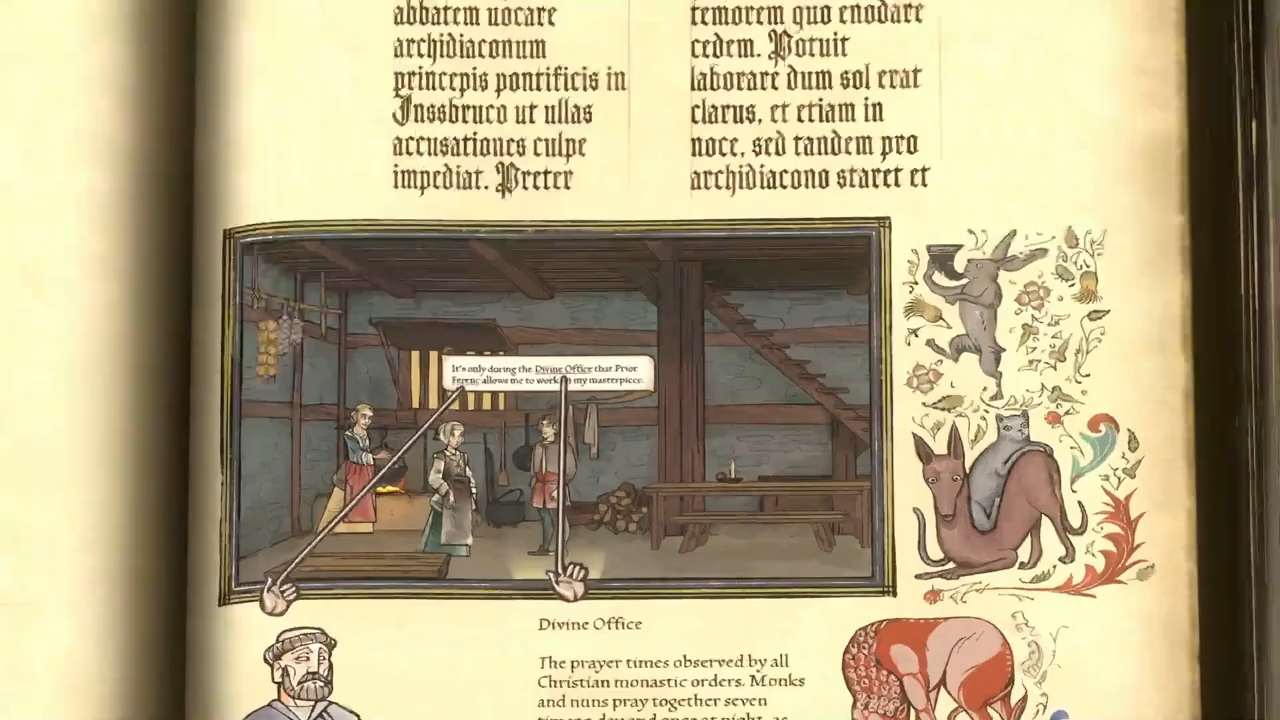 abbatem uocare
archidiaconum
princepis pontificis in
Jnssbruco ut ullas
accusationes culpe
impediat. Preter
temorem quo enodare
cedem. Potuit
laborare dum sol erat
clarus, et etiam in
noce, sed tandem pro
archidiacono staret et
It's only during the Divine Office that Prior
Ferenc allows me to work on my masterpiece.
Divine Office
The prayer times observed by all
Christian monastic orders. Monks
and nuns pray together seven